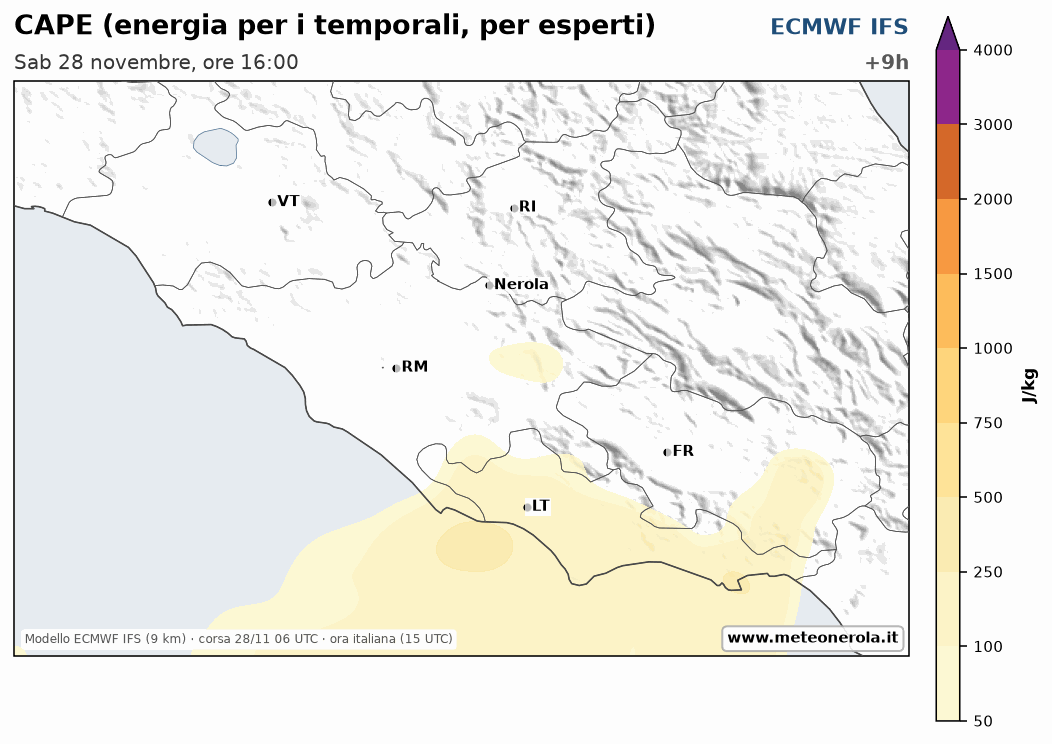 CAPE (energia per i temporali, per esperti)
ECMWF IFS
Sab 28 novembre, ore 16:00
+9h
4000
3000
2000
1500
1000
750
500
250
100
50
J/kg
VT
RI
Nerola
RM
FR
LT
Modello ECMWF IFS (9 km) · corsa 28/11 06 UTC · ora italiana (15 UTC)
www.meteonerola.it